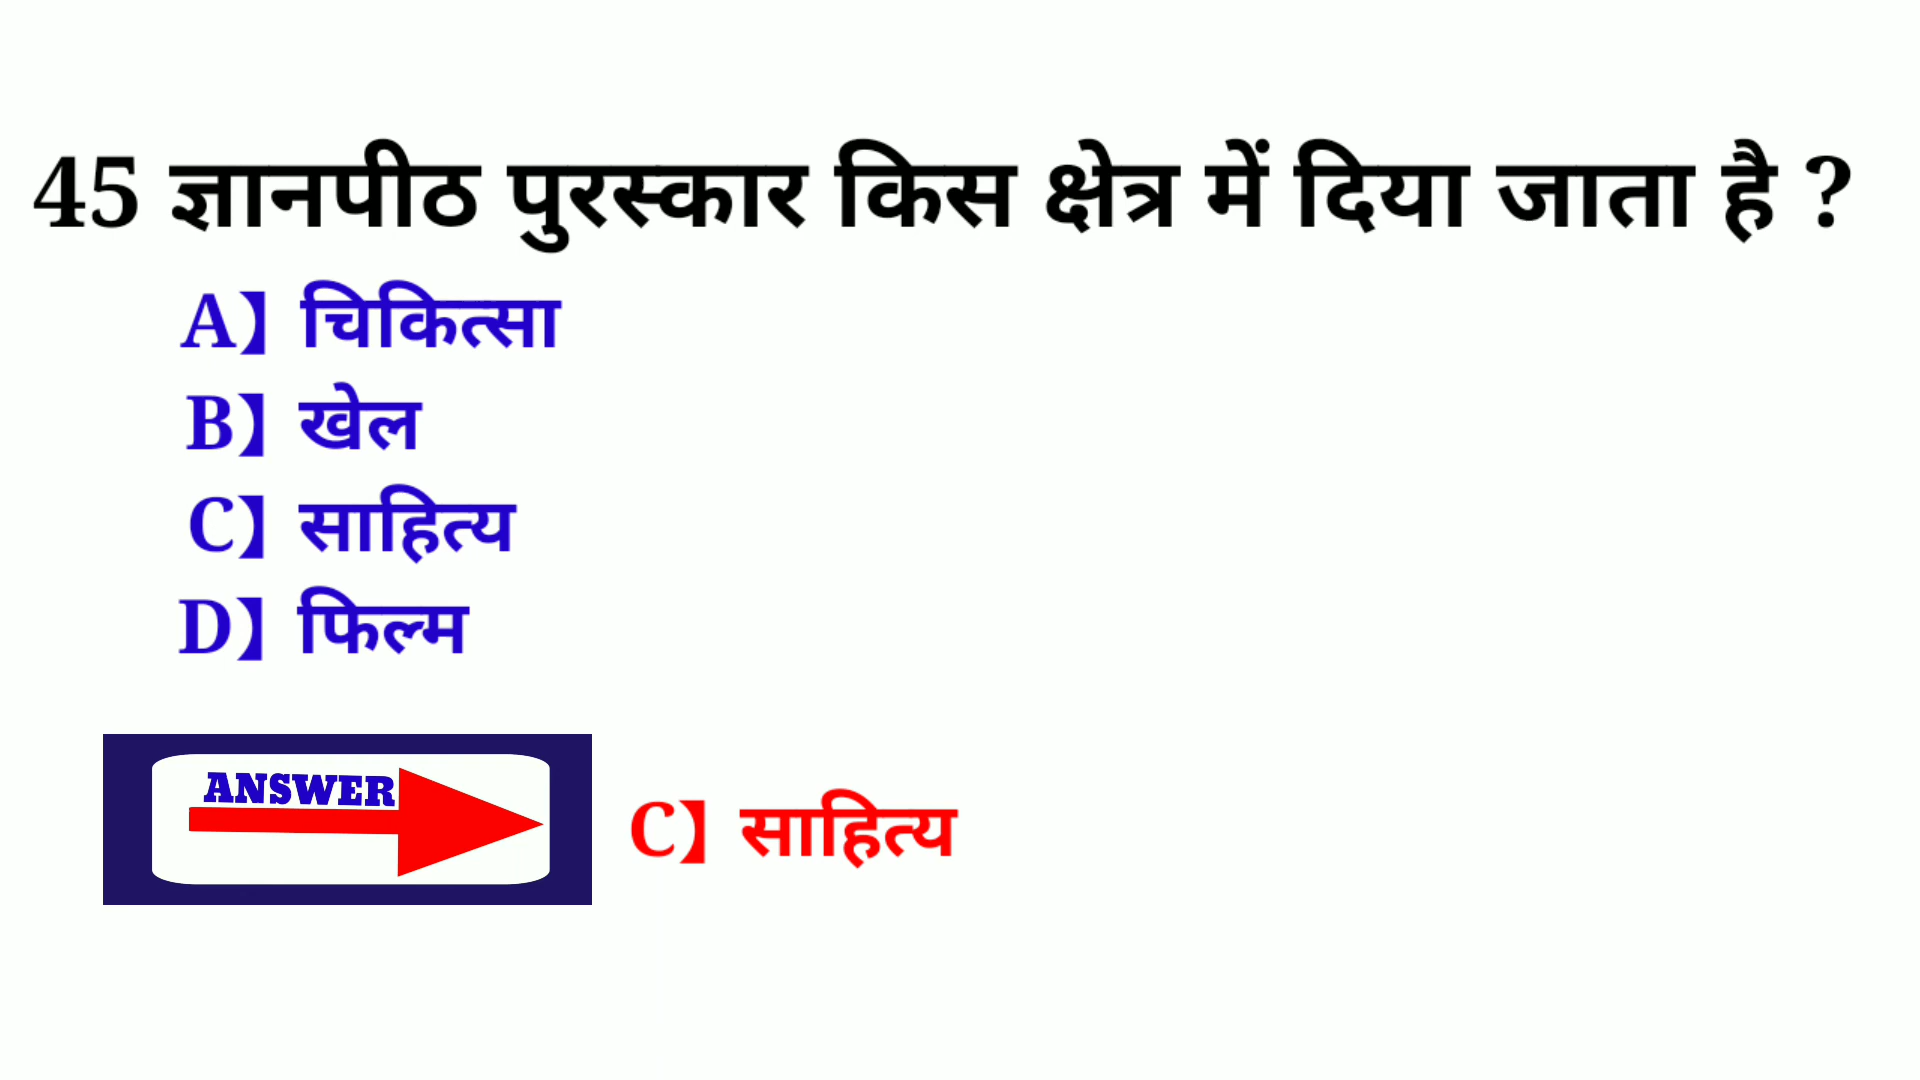 45 ज्ञानपीठ पुरस्कार किस क्षेत्र में दिया जाता है ?
A】 चिकित्सा
B】 खेल
C】 साहित्य
D】 फिल्म
ANSWER
C】 साहित्य